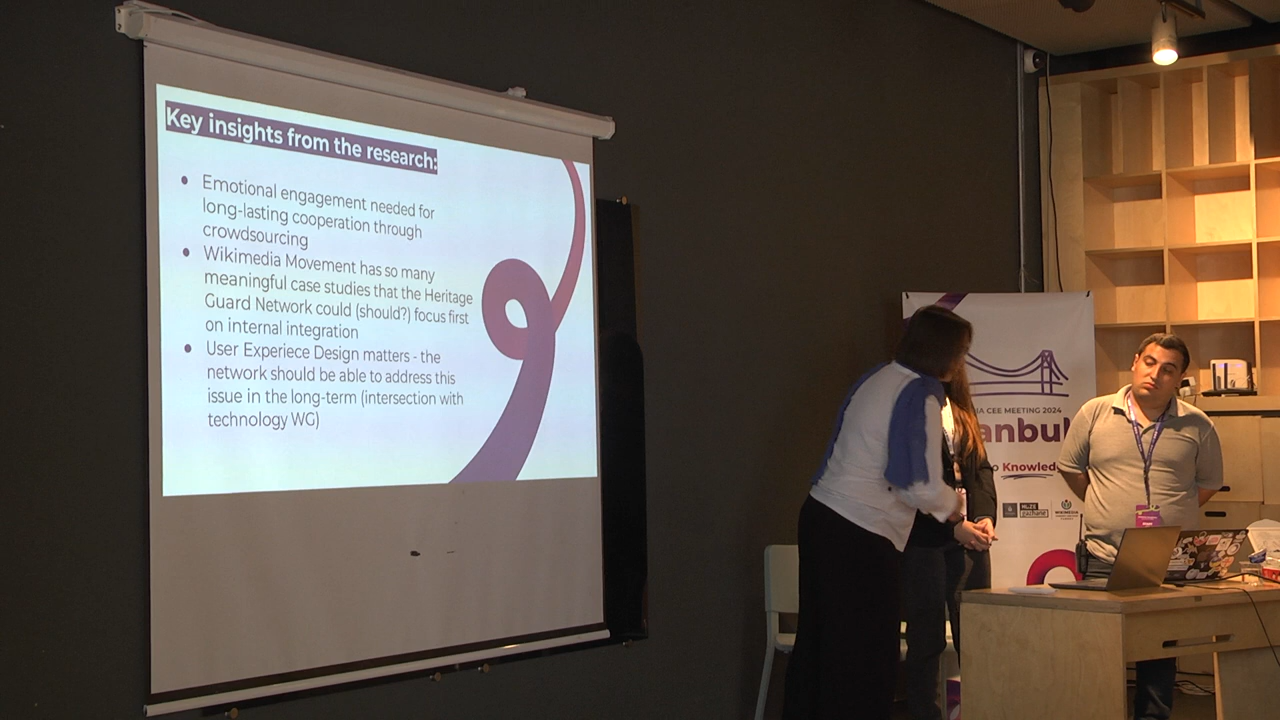 Key insights from the research:
● Emotional engagement needed for
long-lasting cooperation through
crowdsourcing
● Wikimedia Movement has so many
meaningful case studies that the Heritage
Guard Network could (should?) focus first
on internal integration
● User Experiece Design matters - the
network should be able to address this
issue in the long-term (intersection with
technology WG)
IA CEE MEETING 2024
anbul
o Knowled
WIKIMEDIA